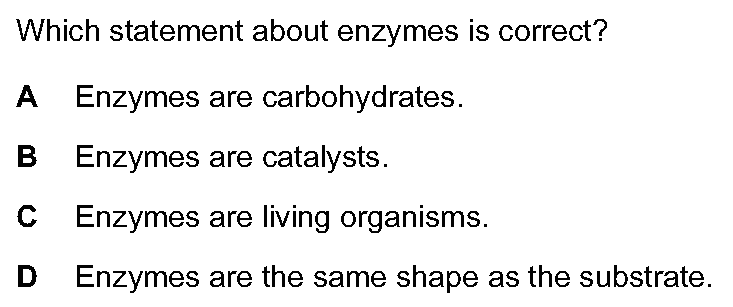 Which statement about enzymes is correct?
A Enzymes are carbohydrates.
B Enzymes are catalysts.
C Enzymes are living organisms.
D Enzymes are the same shape as the substrate.